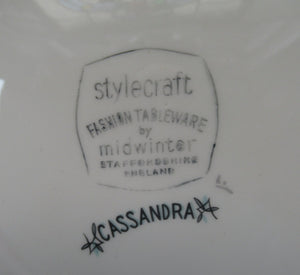 stylecraft
FASHION TABLEWARE
by
midwinter
STAFFORDSHIRE
ENGLAND
CASSANDRA